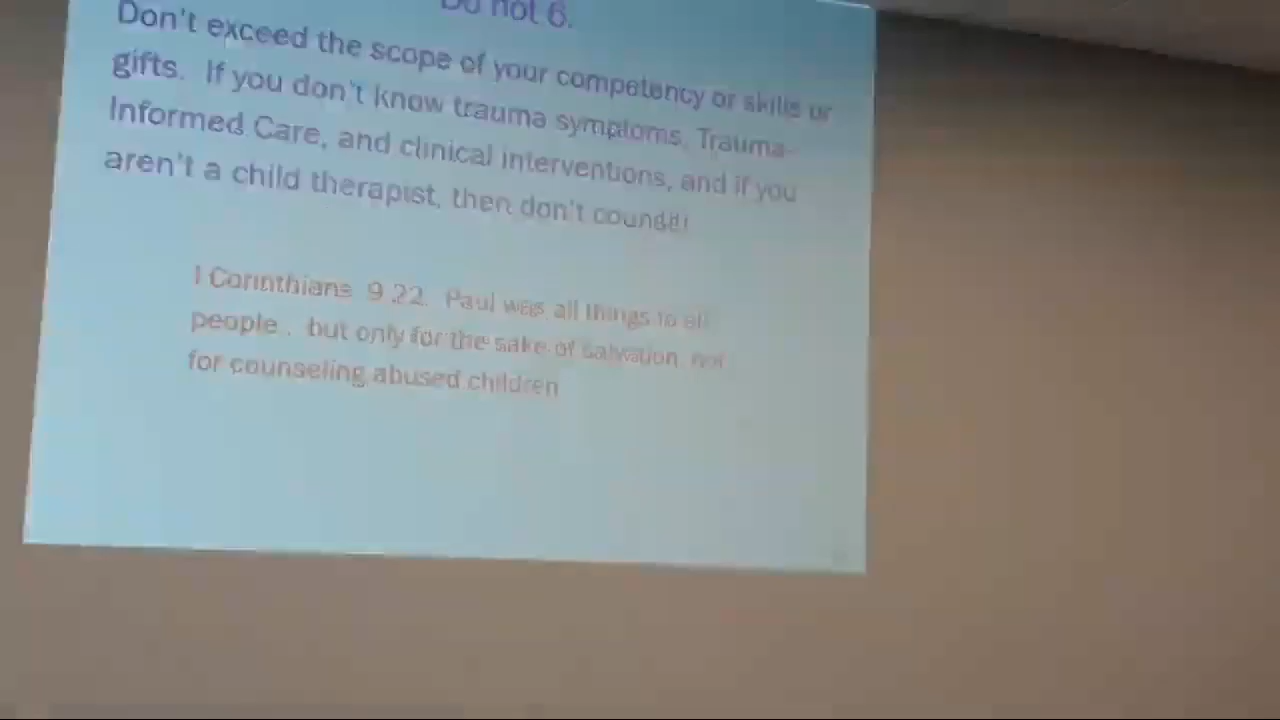 Do not 6.
Don't exceed the scope of your competency or skills or
gifts. If you don't know trauma symptoms, Trauma-
Informed Care, and clinical interventions, and if you
aren't a child therapist, then don't counsel!
1 Corinthians 9.22. Paul was all things to all
people.. but only for the sake of salvation not
for counseling abused children